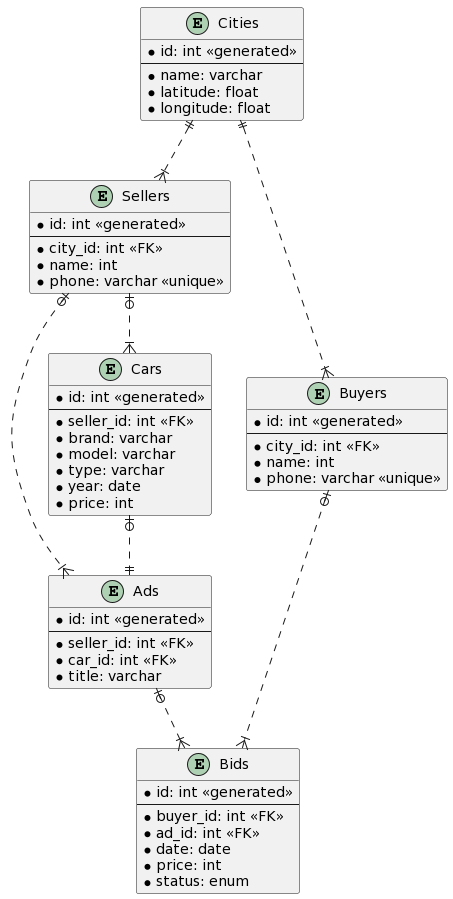 E Cities
id: int «generated»
name: varchar
latitude: float
longitude: float
E Sellers
id: int «generated»
city_id: int «FK»
name: int
phone: varchar «unique»
E Cars
id: int «generated»
seller_id: int «FK»
brand: varchar
model: varchar
type: varchar
year: date
price: int
E Buyers
id: int «generated»
city_id: int «FK»
name: int
phone: varchar «unique»
E Ads
id: int «generated»
seller_id: int «FK»
car_id: int «FK»
title: varchar
E Bids
id: int «generated»
buyer_id: int «FK»
ad_id: int «FK»
date: date
price: int
status: enum